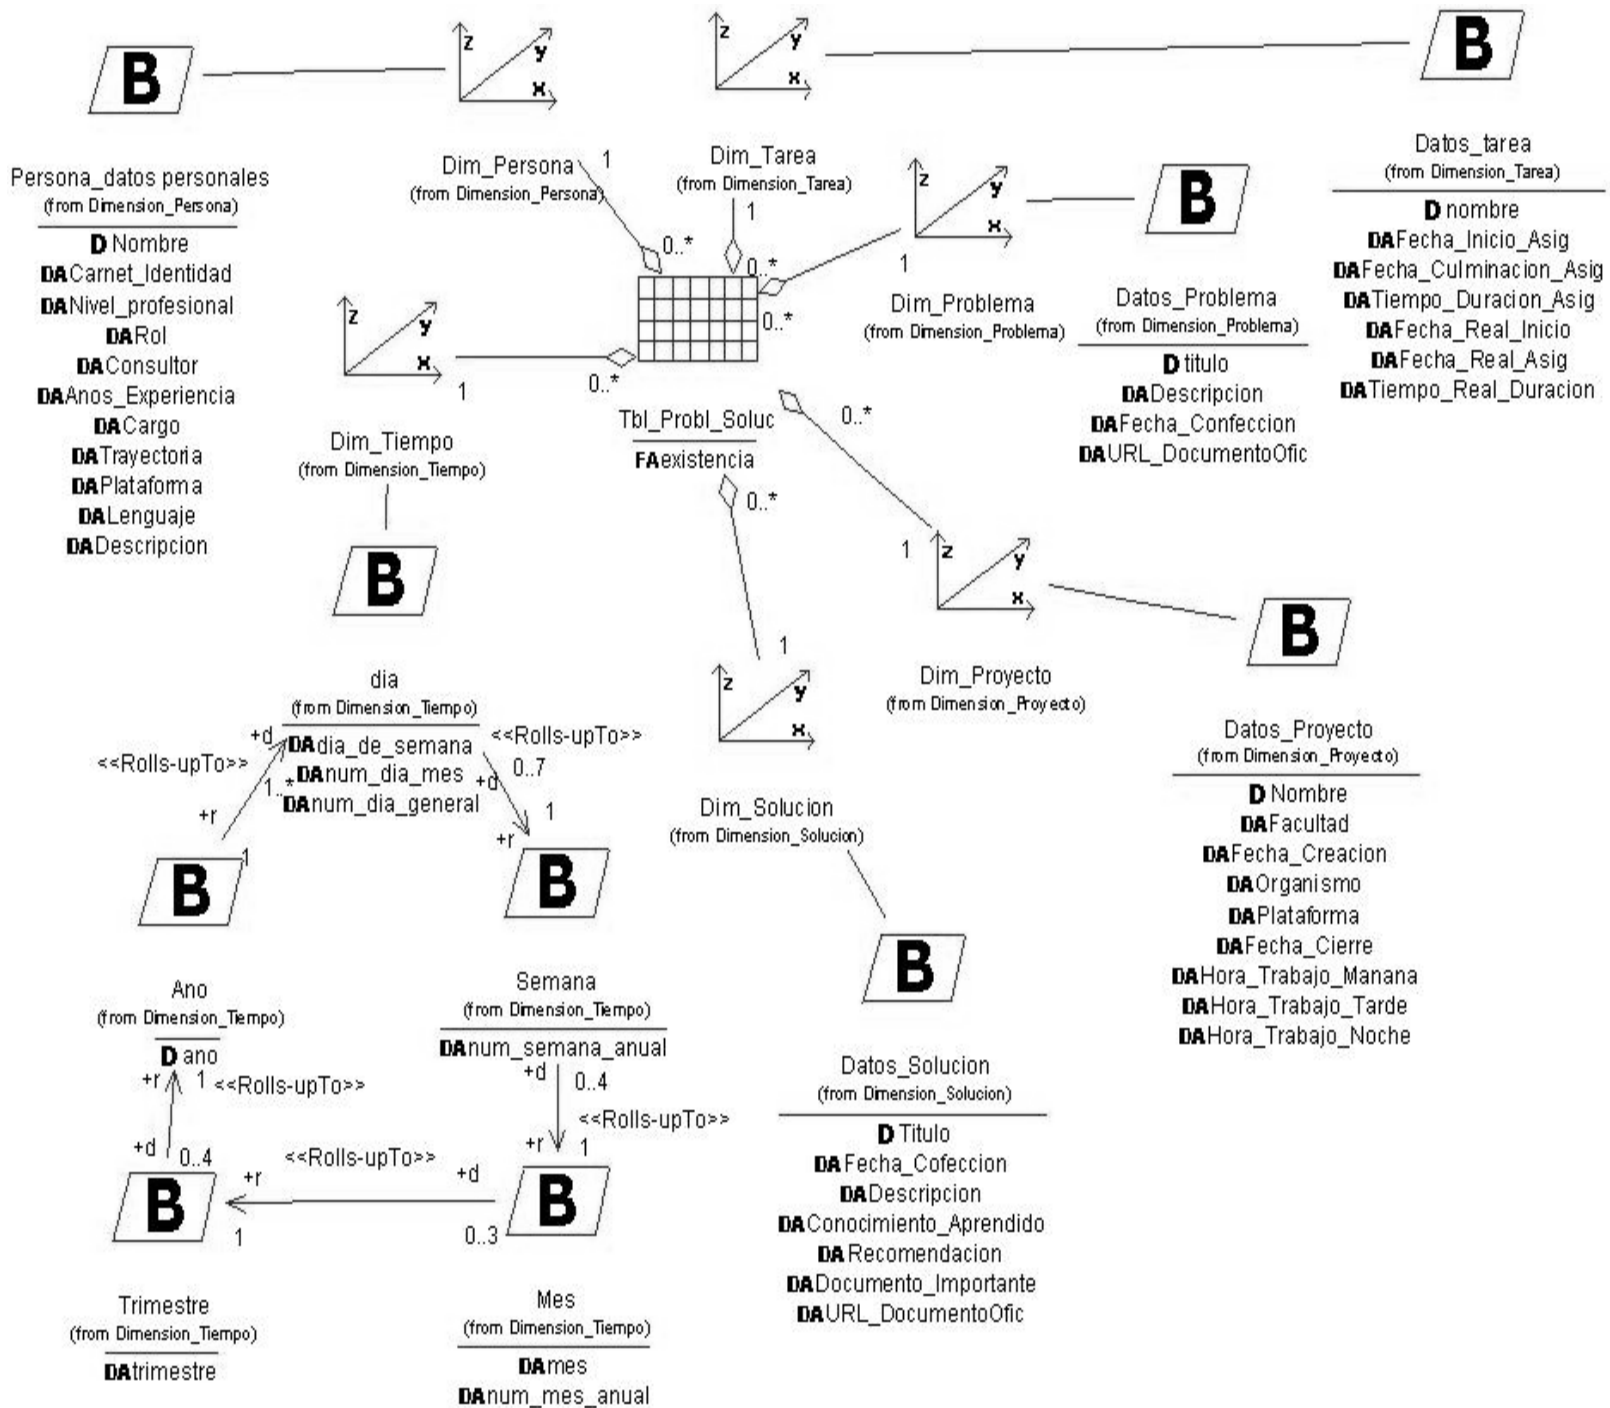 B
z
y
x
z
y
x
B
Persona_datos personales
(from Dimension_Persona)
D Nombre
DA Carnet_Identidad
DA Nivel_profesional
DA Rol
DA Consultor
DA Anos_Experiencia
DA Cargo
DA Trayectoria
DA Plataforma
DA Lenguaje
DA Descripcion
Dim_Persona
(from Dimension_Persona)
1
0..*
Dim_Tarea
(from Dimension_Tarea)
1
0..*
z
y
x
1
0..*
Dim_Problema
(from Dimension_Problema)
B
Datos_Problema
(from Dimension_Problema)
D titulo
DA Descripcion
DA Fecha_Confeccion
DA URL_DocumentoOfic
Datos_tarea
(from Dimension_Tarea)
D nombre
DA Fecha_Inicio_Asig
DA Fecha_Culminacion_Asig
DA Tiempo_Duracion_Asig
DA Fecha_Real_Inicio
DA Fecha_Real_Asig
DA Tiempo_Real_Duracion
z
y
x
1
0..*
Dim_Tiempo
(from Dimension_Tiempo)
Tbl_Probl_Soluc
FA existencia
0..*
0..*
1
z
y
x
Dim_Proyecto
(from Dimension_Proyecto)
B
Datos_Proyecto
(from Dimension_Proyecto)
D Nombre
DA Facultad
DA Fecha_Creacion
DA Organismo
DA Plataforma
DA Fecha_Cierre
DA Hora_Trabajo_Manana
DA Hora_Trabajo_Tarde
DA Hora_Trabajo_Noche
1
z
y
x
Dim_Solucion
(from Dimension_Solucion)
B
Datos_Solucion
(from Dimension_Solucion)
D Titulo
DA Fecha_Cofeccion
DA Descripcion
DA Conocimiento_Aprendido
DA Recomendacion
DA Documento_Importante
DA URL_DocumentoOfic
B
dia
(from Dimension_Tiempo)
DA dia_de_semana
DA num_dia_mes
DA num_dia_general
+d
<<Rolls-upTo>>
1..*
+r
1
<<Rolls-upTo>>
0..7
+d
1
+r
B
B
Ano
(from Dimension_Tiempo)
D ano
Semana
(from Dimension_Tiempo)
DA num_semana_anual
+r
1
<<Rolls-upTo>>
+d
0..4
+d
0..4
<<Rolls-upTo>>
+r
1
B
+r
<<Rolls-upTo>>
+d
1
0..3
B
Trimestre
(from Dimension_Tiempo)
DA trimestre
Mes
(from Dimension_Tiempo)
DA mes
DA num_mes_anual